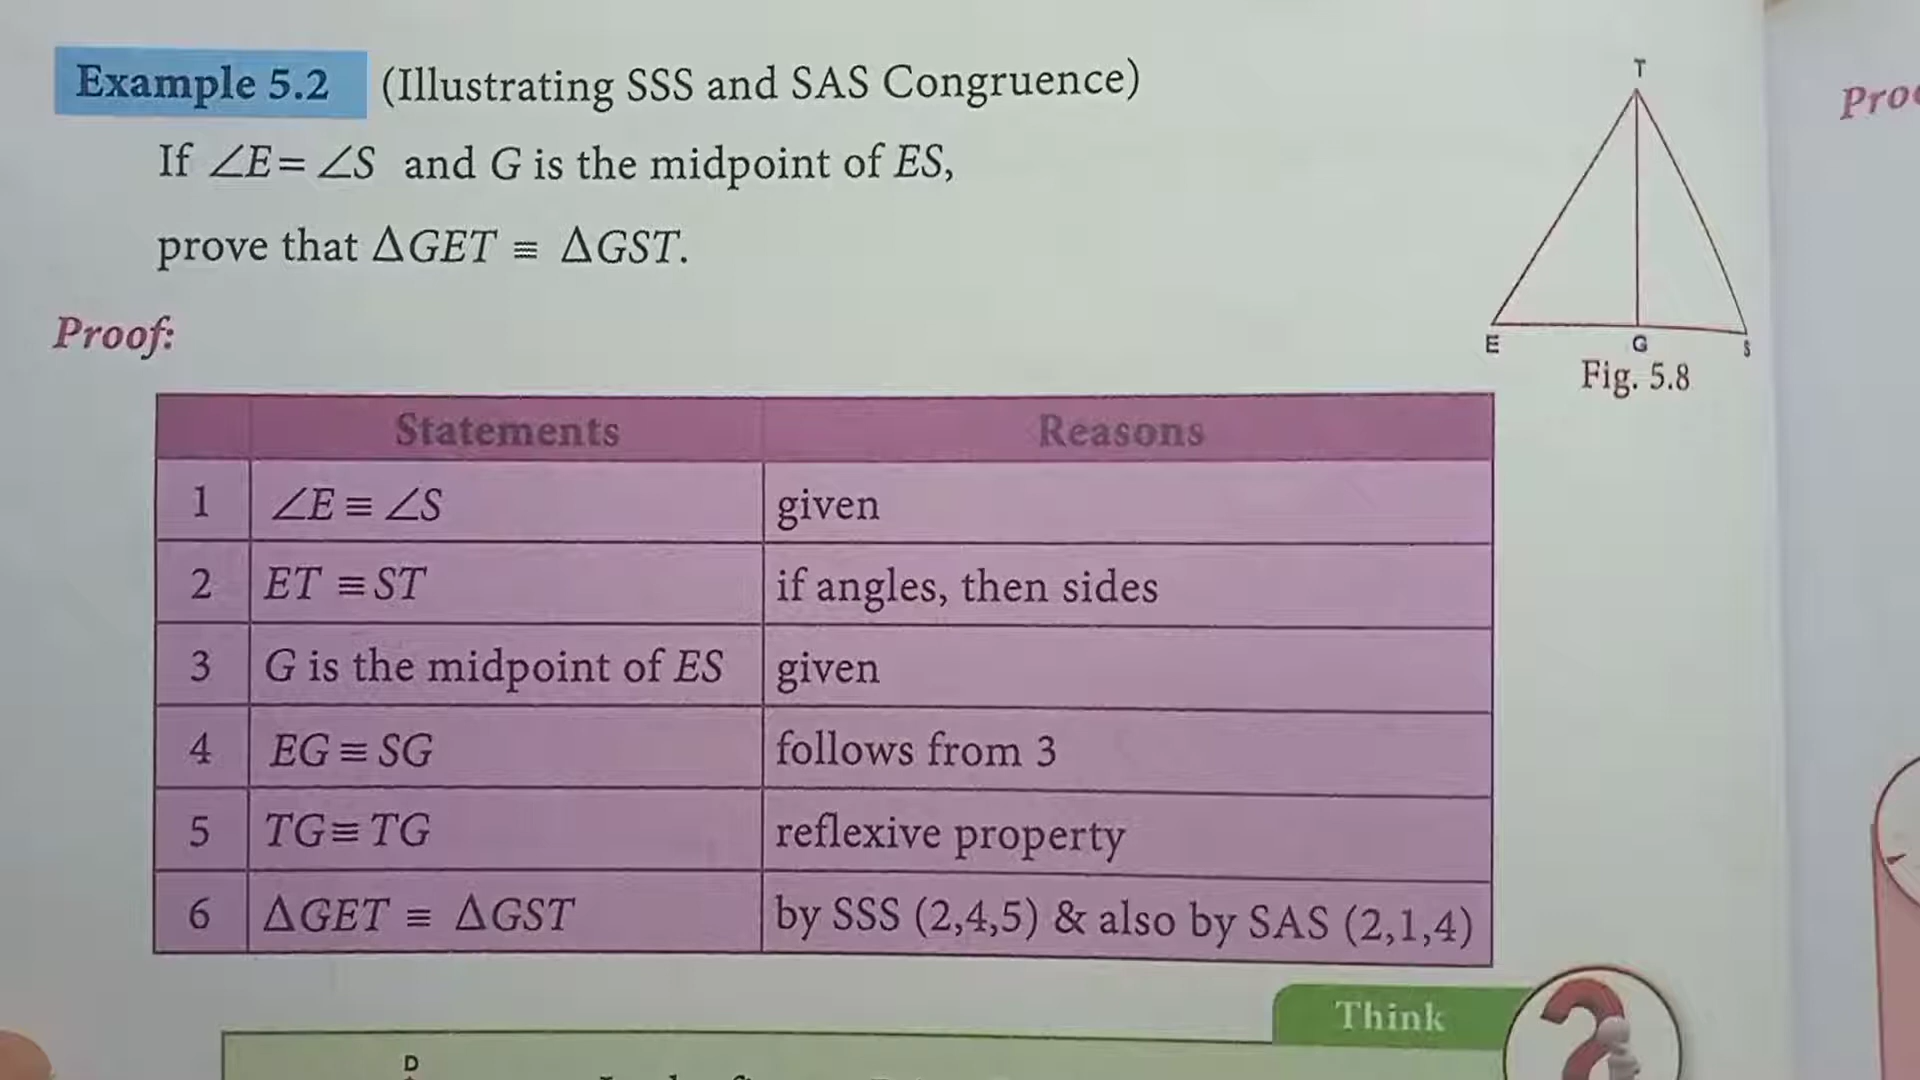 Example 5.2 (Illustrating SSS and SAS Congruence)
If ∠E= ∠S and G is the midpoint of ES,
prove that ΔGET ≡ ΔGST.
T
E
G
S
Fig. 5.8
Proof:
Statements Reasons
1 ∠E ≡ ∠S given
2 ET ≡ ST if angles, then sides
3 G is the midpoint of ES given
4 EG ≡ SG follows from 3
5 TG≡ TG reflexive property
6 ΔGET ≡ ΔGST by SSS (2,4,5) & also by SAS (2,1,4)
Think
D